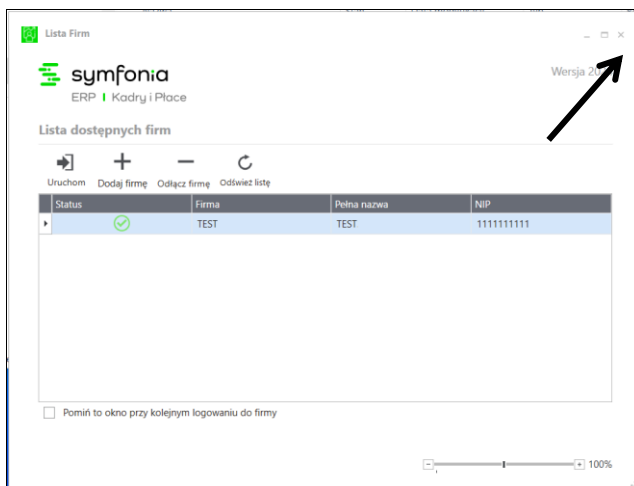 Lista Firm
symfonia
Wersja
ERP | Kadry i Płace
Lista dostępnych firm
Uruchom Dodaj firmę Odłącz firmę Odśwież listę
Status Firma Pełna nazwa NIP
TEST TEST 1111111111
Pomiń to okno przy kolejnym logowaniu do firmy
100%